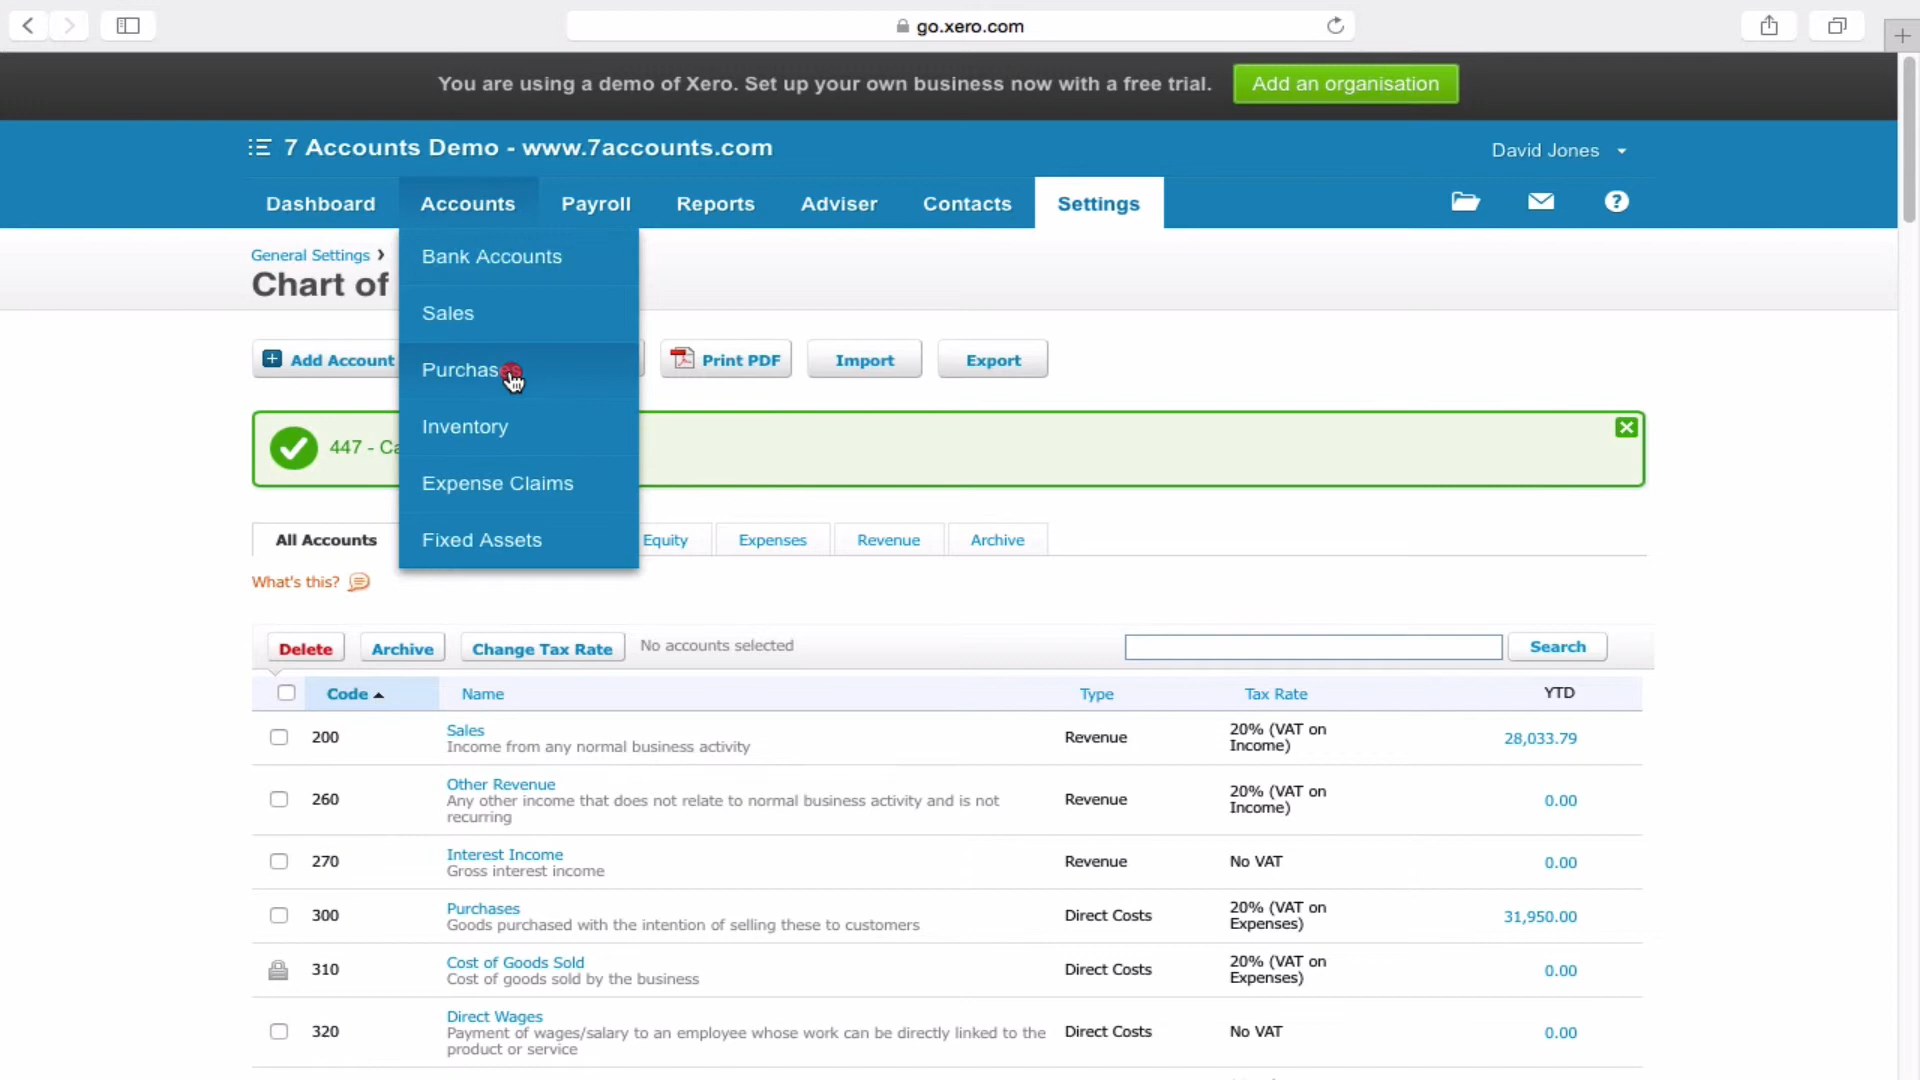 go.xero.com
You are using a demo of Xero. Set up your own business now with a free trial.
Add an organisation
7 Accounts Demo - www.7accounts.com
David Jones
Dashboard
Accounts
Payroll
Reports
Adviser
Contacts
Settings
?
General Settings ›
Chart of
Bank Accounts
Sales
Purchases
Inventory
Expense Claims
Fixed Assets
Add Account
Print PDF
Import
Export
447 - Ca
All Accounts
Equity
Expenses
Revenue
Archive
What's this?
Delete
Archive
Change Tax Rate
No accounts selected
Search
Code
Name
Type
Tax Rate
YTD
200
Sales
Income from any normal business activity
Revenue
20% (VAT on
Income)
28,033.79
260
Other Revenue
Any other income that does not relate to normal business activity and is not
recurring
Revenue
20% (VAT on
Income)
0.00
270
Interest Income
Gross interest income
Revenue
No VAT
0.00
300
Purchases
Goods purchased with the intention of selling these to customers
Direct Costs
20% (VAT on
Expenses)
31,950.00
310
Cost of Goods Sold
Cost of goods sold by the business
Direct Costs
20% (VAT on
Expenses)
0.00
320
Direct Wages
Payment of wages/salary to an employee whose work can be directly linked to the
product or service
Direct Costs
No VAT
0.00